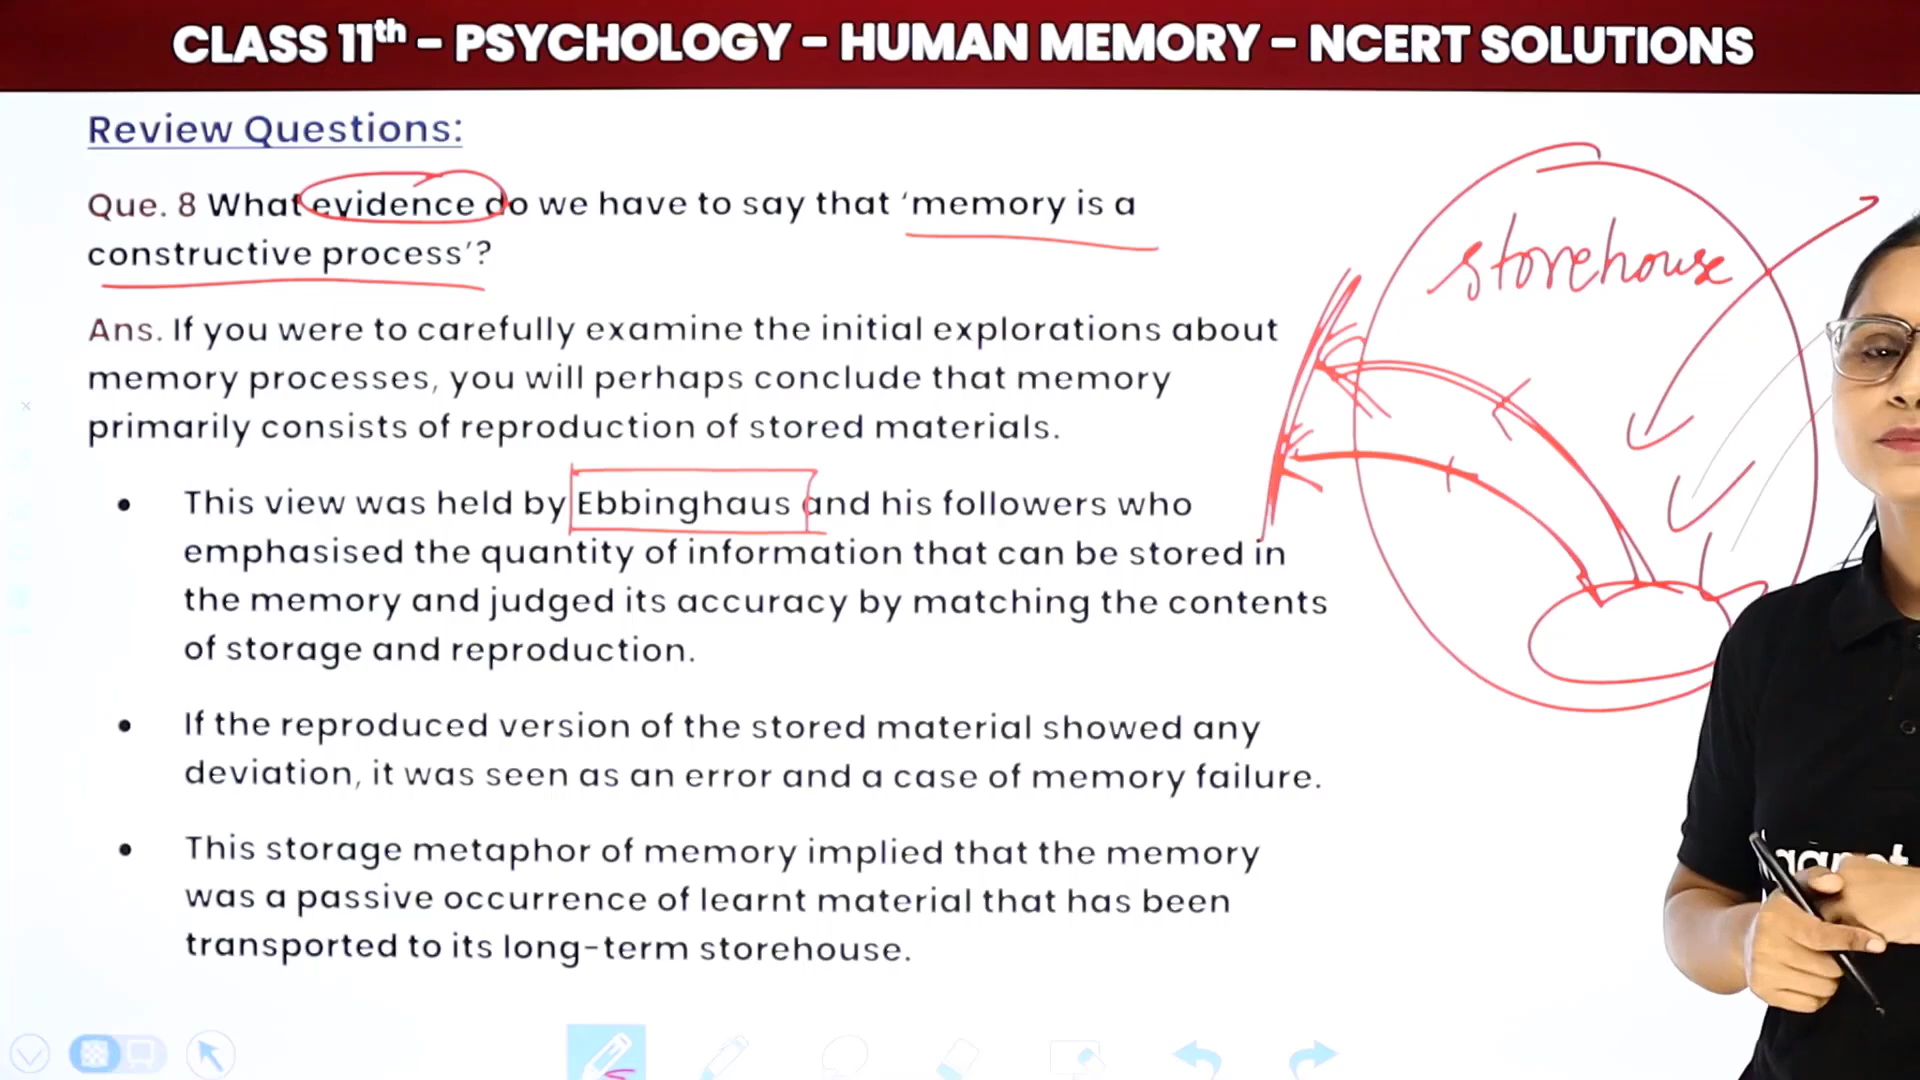 CLASS 11th – PSYCHOLOGY – HUMAN MEMORY – NCERT SOLUTIONS
Review Questions:
Que. 8 What evidence do we have to say that ‘memory is a
constructive process’?
storehouse
Ans. If you were to carefully examine the initial explorations about
memory processes, you will perhaps conclude that memory
primarily consists of reproduction of stored materials.
• This view was held by Ebbinghaus and his followers who
emphasised the quantity of information that can be stored in
the memory and judged its accuracy by matching the contents
of storage and reproduction.
• If the reproduced version of the stored material showed any
deviation, it was seen as an error and a case of memory failure.
• This storage metaphor of memory implied that the memory
was a passive occurrence of learnt material that has been
transported to its long-term storehouse.